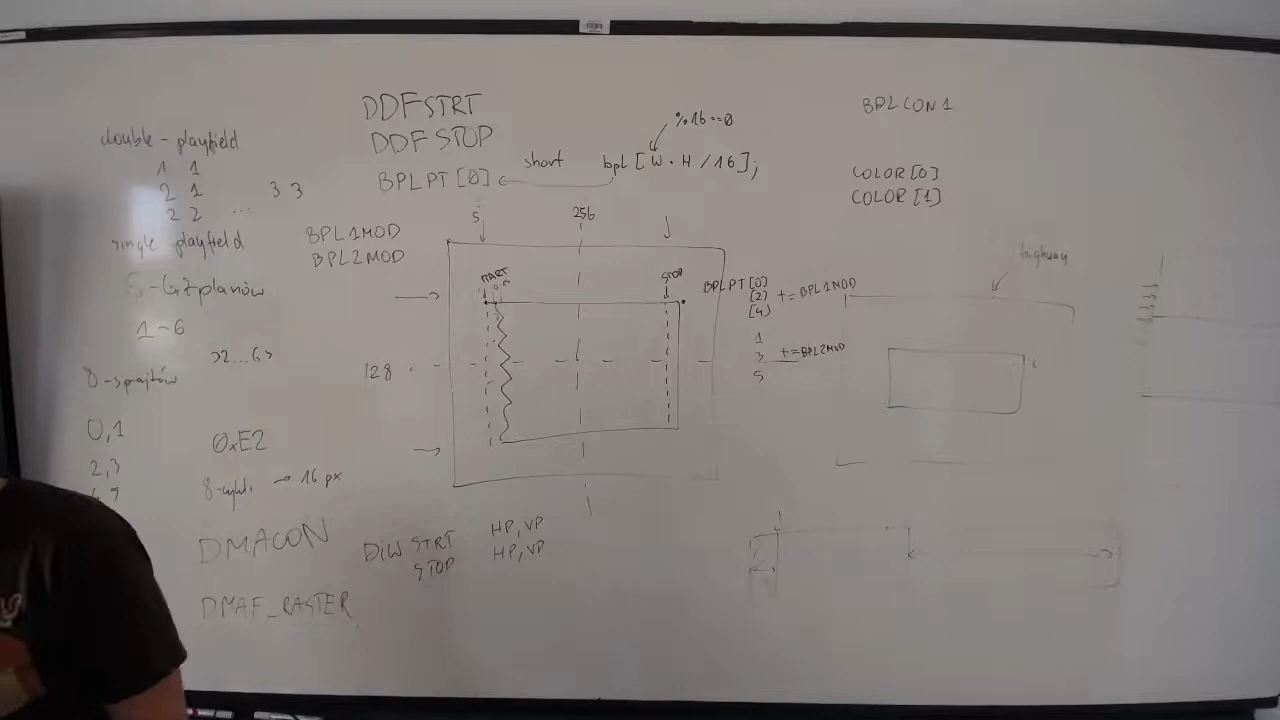 DDFSTRT
DDFSTOP
BPLPT [0]
short
bpl [W • H / 16];
% 16 == 0
BPLCON1
COLOR[0]
COLOR[1]
double - playfield
1 1
2 1
2 2 ...
3 3
single playfield
BPL1MOD
BPL2MOD
planów
1-6
0,1
2,3
0xE2
→ 16 px
DMACON
DMAF_RASTER
DIW STRT
STOP
HP, VP
HP, VP
256
128
STOP
BPLPT [0]
[2]
[4]
+= BPL1MOD
1
3
5
+= BPL2MOD
highway